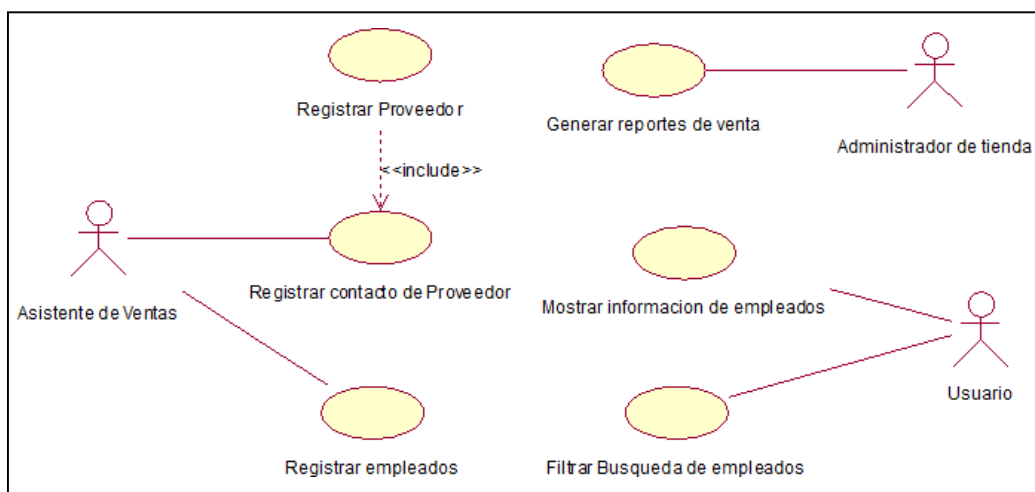 Registrar Proveedor
Generar reportes de venta
Administrador de tienda
<<include>>
Asistente de Ventas
Registrar contacto de Proveedor
Mostrar informacion de empleados
Usuario
Registrar empleados
Filtrar Busqueda de empleados